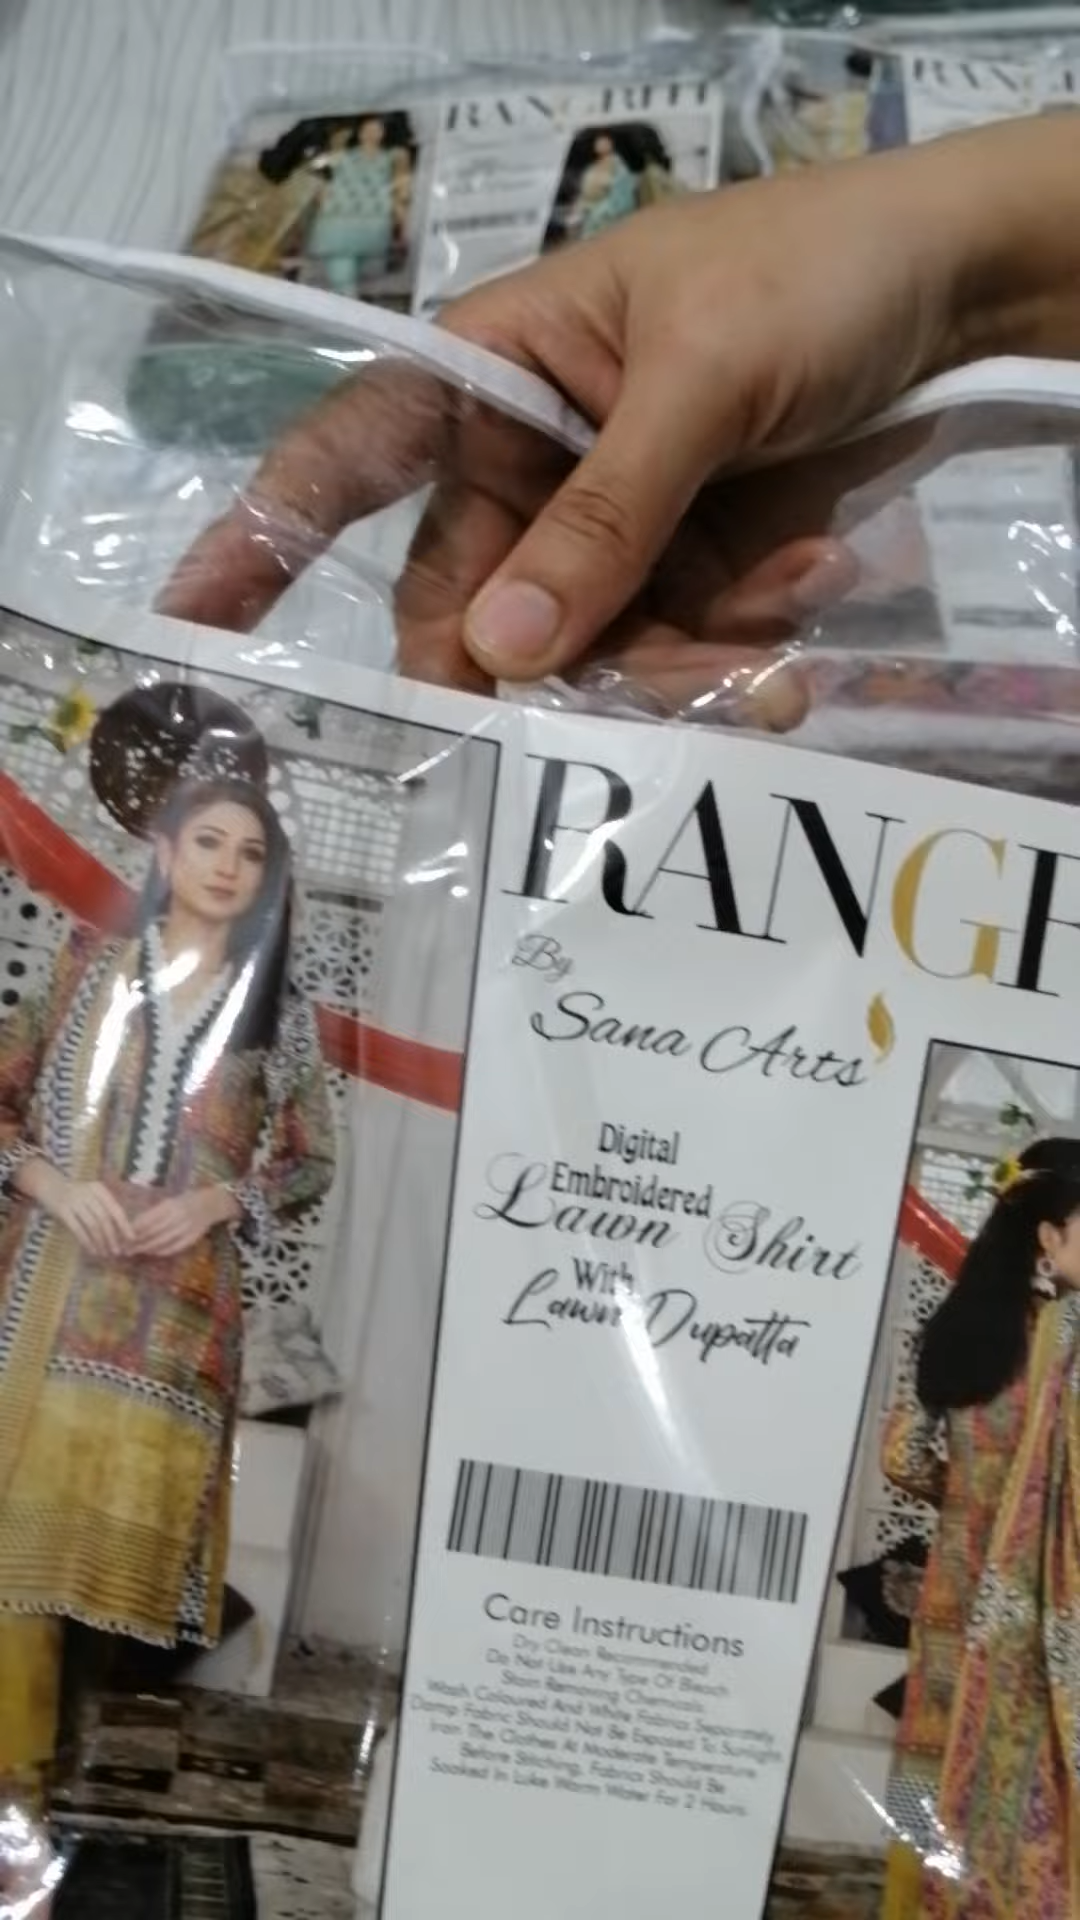 RANGREEI
RANG
RANGR
By
Sana Arts
Digital
Embroidered
Lawn Shirt
With
Lawn Dupatta
Care Instructions
Dry Clean Recommended
Do Not Use Any Type Of Bleach
Stain Removing Chemicals.
Wash Coloured And White Fabrics Separately
Damp Fabric Should Not Be Exposed To Sunlight
Iron The Clothes At Moderate Temperature
Before Stitching, Fabrics Should Be
Soaked In Luke Warm Water For 2 Hours